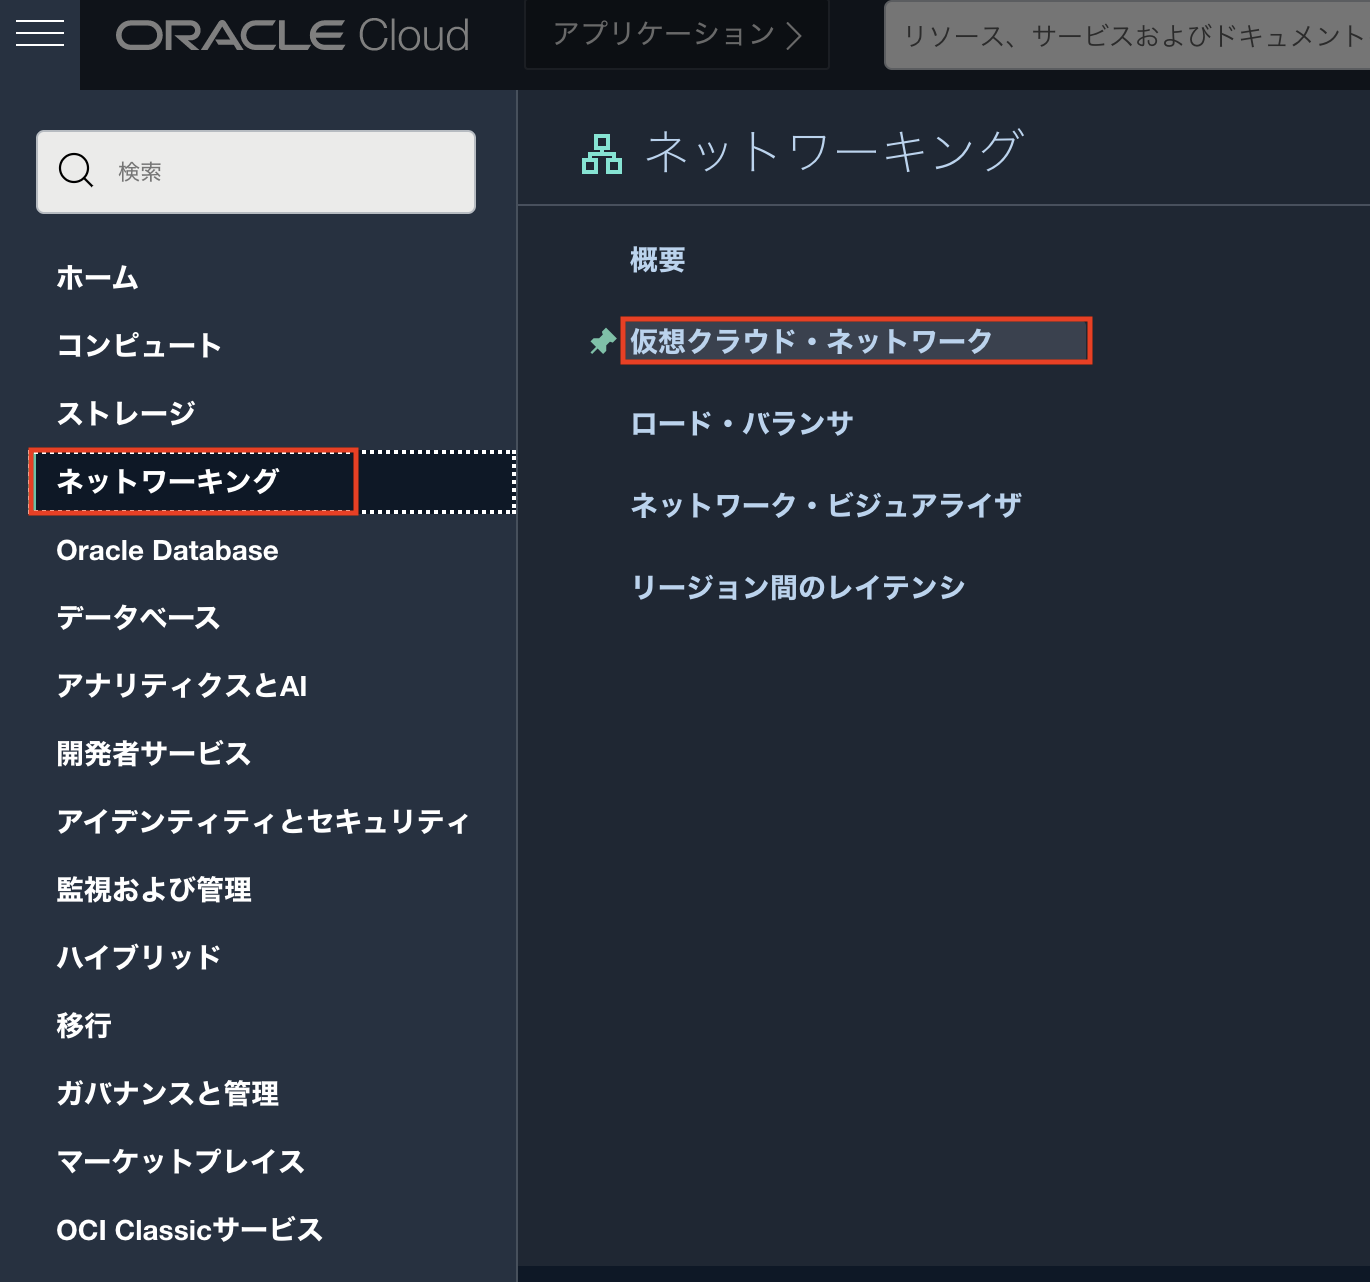 ORACLE Cloud
アプリケーション
リソース、サービスおよびドキュメント
検索
ホーム
コンピュート
ストレージ
ネットワーキング
Oracle Database
データベース
アナリティクスとAI
開発者サービス
アイデンティティとセキュリティ
監視および管理
ハイブリッド
移行
ガバナンスと管理
マーケットプレイス
OCI Classicサービス
ネットワーキング
概要
仮想クラウド・ネットワーク
ロード・バランサ
ネットワーク・ビジュアライザ
リージョン間のレイテンシ